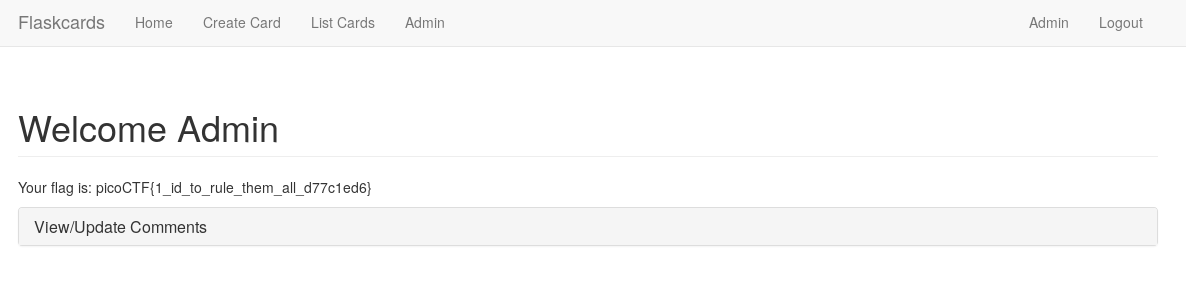 Flaskcards Home Create Card List Cards Admin Admin Logout
Welcome Admin
Your flag is: picoCTF{1_id_to_rule_them_all_d77c1ed6}
View/Update Comments